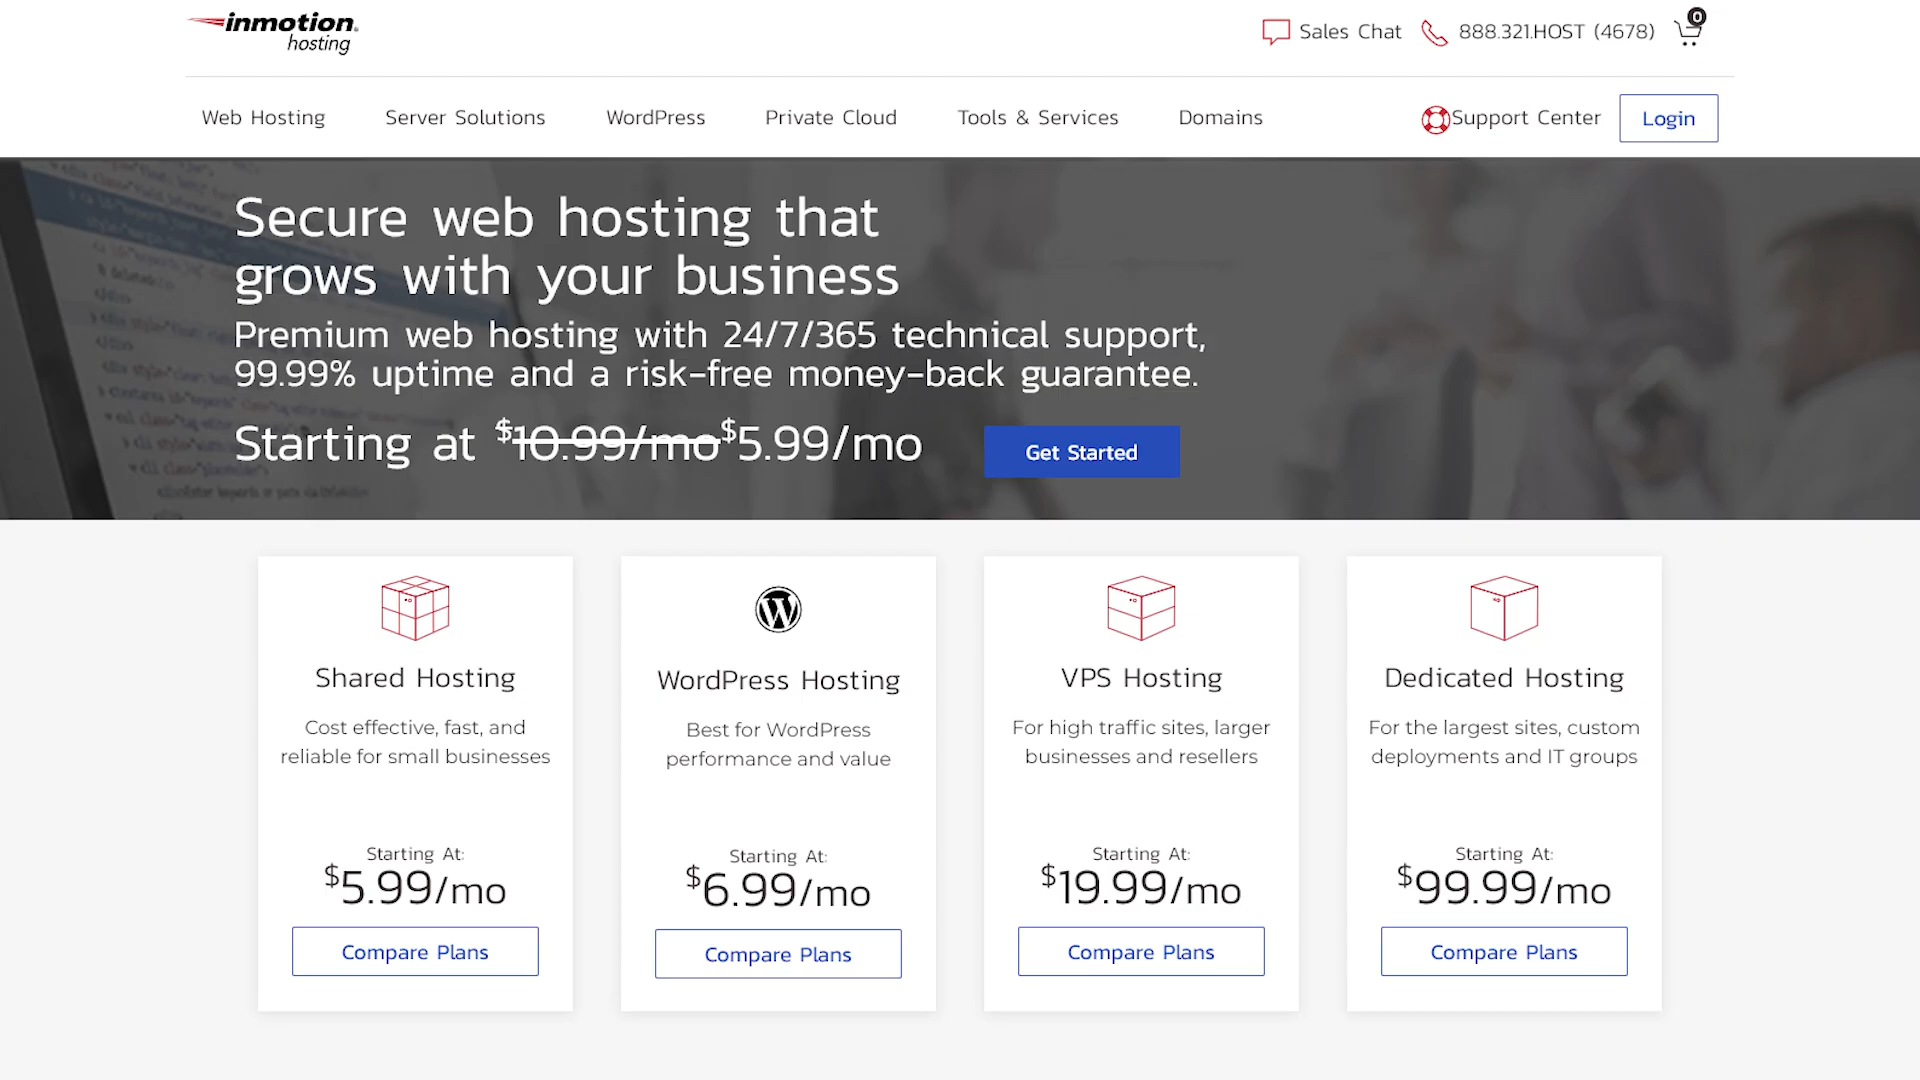 inmotion
hosting
Sales Chat
888.321.HOST (4678)
0
Web Hosting
Server Solutions
WordPress
Private Cloud
Tools & Services
Domains
Support Center
Login
Secure web hosting that
grows with your business
Premium web hosting with 24/7/365 technical support,
99.99% uptime and a risk-free money-back guarantee.
Starting at $10.99/mo $5.99/mo
Get Started
Shared Hosting
Cost effective, fast, and
reliable for small businesses
Starting At:
$5.99/mo
Compare Plans
WordPress Hosting
Best for WordPress
performance and value
Starting At:
$6.99/mo
Compare Plans
VPS Hosting
For high traffic sites, larger
businesses and resellers
Starting At:
$19.99/mo
Compare Plans
Dedicated Hosting
For the largest sites, custom
deployments and IT groups
Starting At:
$99.99/mo
Compare Plans